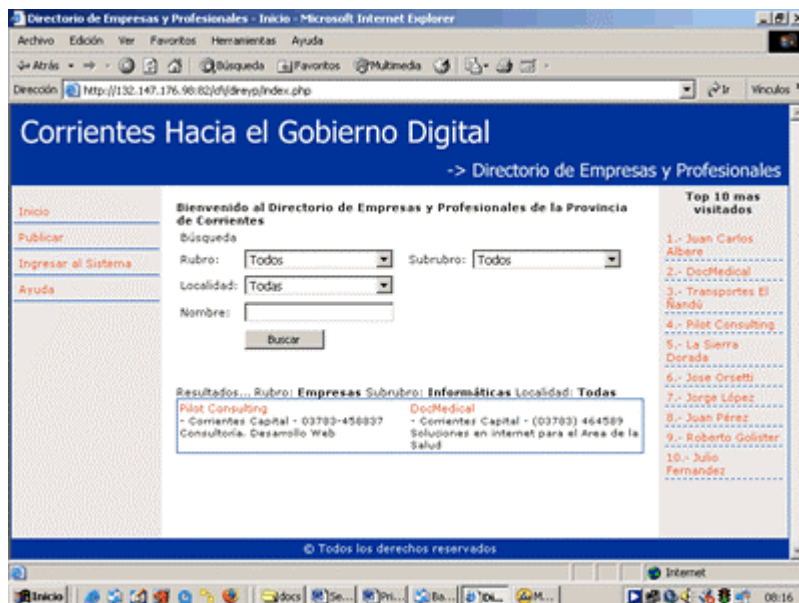 Directorio de Empresas y Profesionales - Inicio - Microsoft Internet Explorer
Archivo Edición Ver Favoritos Herramientas Ayuda
Atrás Búsqueda Favoritos Multimedia
Dirección http://132.147.176.98:82/cfi/direyp/index.php Ir Vínculos
Corrientes Hacia el Gobierno Digital
-> Directorio de Empresas y Profesionales
Inicio
Publicar
Ingresar al Sistema
Ayuda
Bienvenido al Directorio de Empresas y Profesionales de la Provincia
de Corrientes
Búsqueda
Rubro: Todos Subrubro: Todos
Localidad: Todas
Nombre:
Buscar
Resultados... Rubro: Empresas Subrubro: Informáticas Localidad: Todas
Pilot Consulting
- Corrientes Capital - 03783-458837
Consultoría. Desarrollo Web
DocMedical
- Corrientes Capital - (03783) 464589
Soluciones en internet para el Area de la
Salud
Top 10 mas
visitados
1.- Juan Carlos
Albere
2.- DocMedical
3.- Transportes El
Ñandú
4.- Pilot Consulting
5.- La Sierra
Dorada
6.- Jose Orsetti
7.- Jorge López
8.- Juan Pérez
9.- Roberto Golister
10.- Julio
Fernandez
© Todos los derechos reservados
Internet
Inicio docs Se... Pri... Ba... Di... M... 08:16